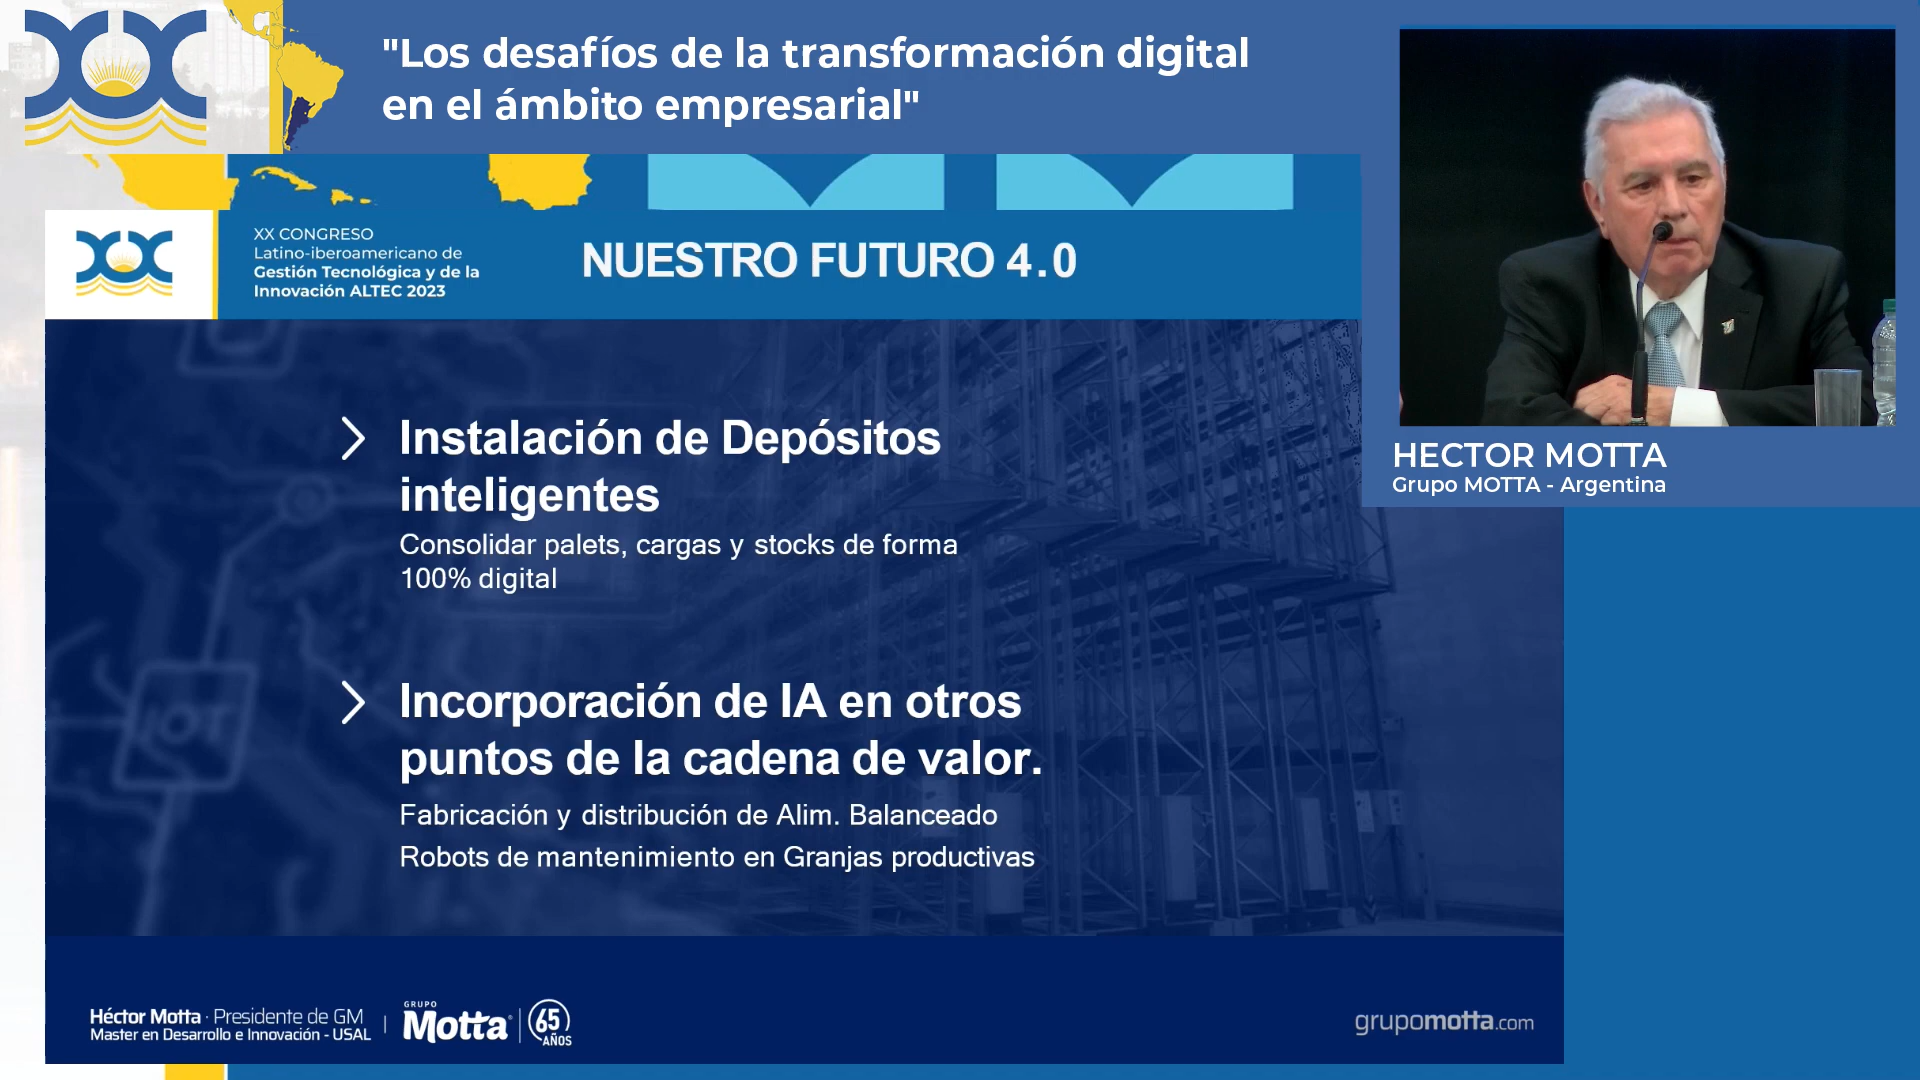 "Los desafíos de la transformación digital
en el ámbito empresarial"
XX CONGRESO
Latino-iberoamericano de
Gestión Tecnológica y de la
Innovación ALTEC 2023
NUESTRO FUTURO 4.0
HECTOR MOTTA
Grupo MOTTA - Argentina
Instalación de Depósitos
inteligentes
Consolidar palets, cargas y stocks de forma
100% digital
Incorporación de IA en otros
puntos de la cadena de valor.
Fabricación y distribución de Alim. Balanceado
Robots de mantenimiento en Granjas productivas
IOT
Héctor Motta · Presidente de GM
Master en Desarrollo e Innovación - USAL
GRUPO
Motta
65
AÑOS
grupomotta.com